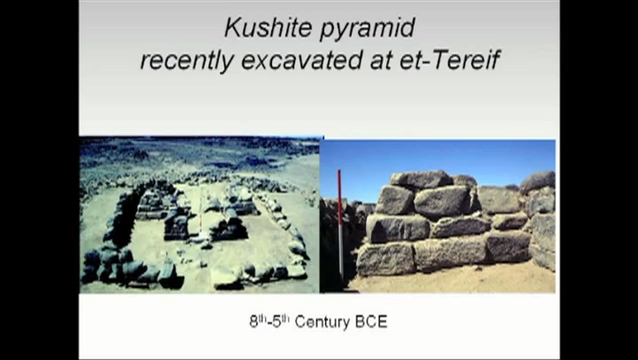 Kushite pyramid
recently excavated at et-Tereif
8th-5th Century BCE